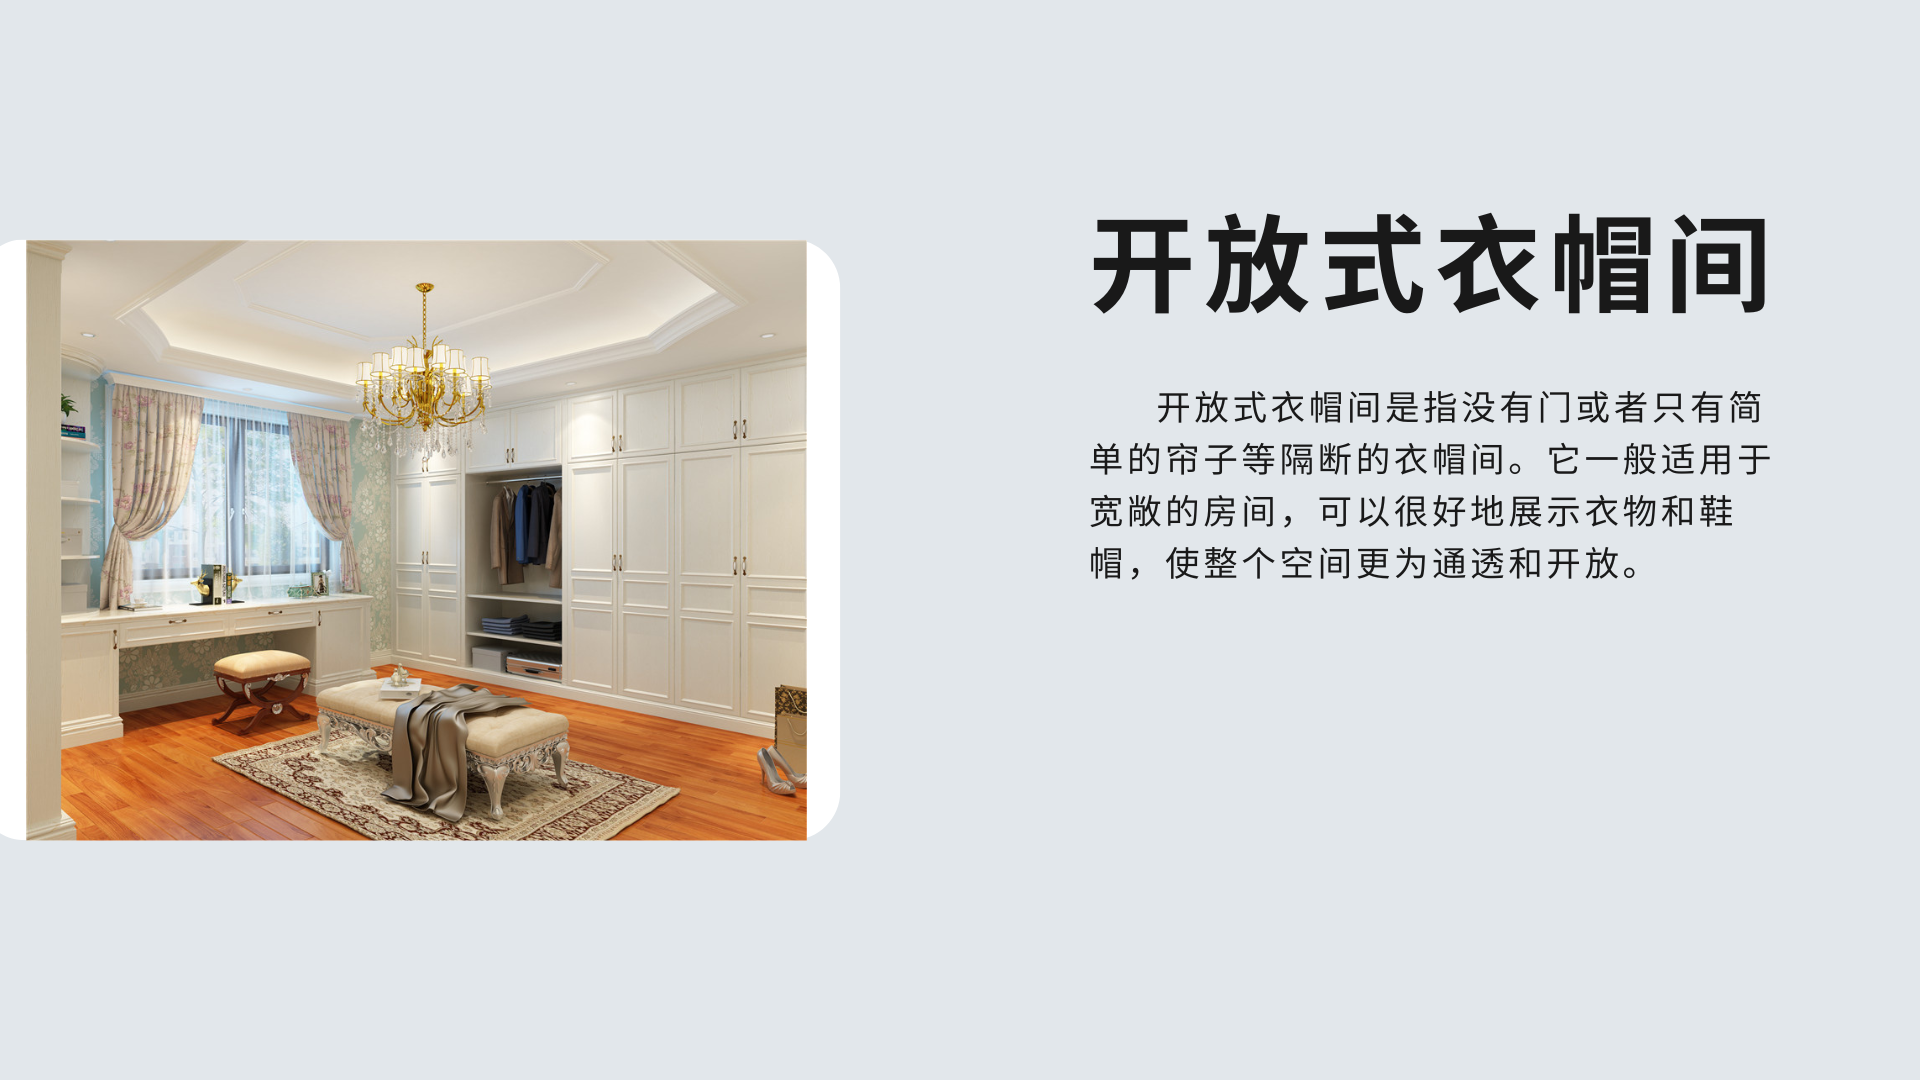 开放式衣帽间
开放式衣帽间是指没有门或者只有简
单的帘子等隔断的衣帽间。它一般适用于
宽敞的房间，可以很好地展示衣物和鞋
帽，使整个空间更为通透和开放。